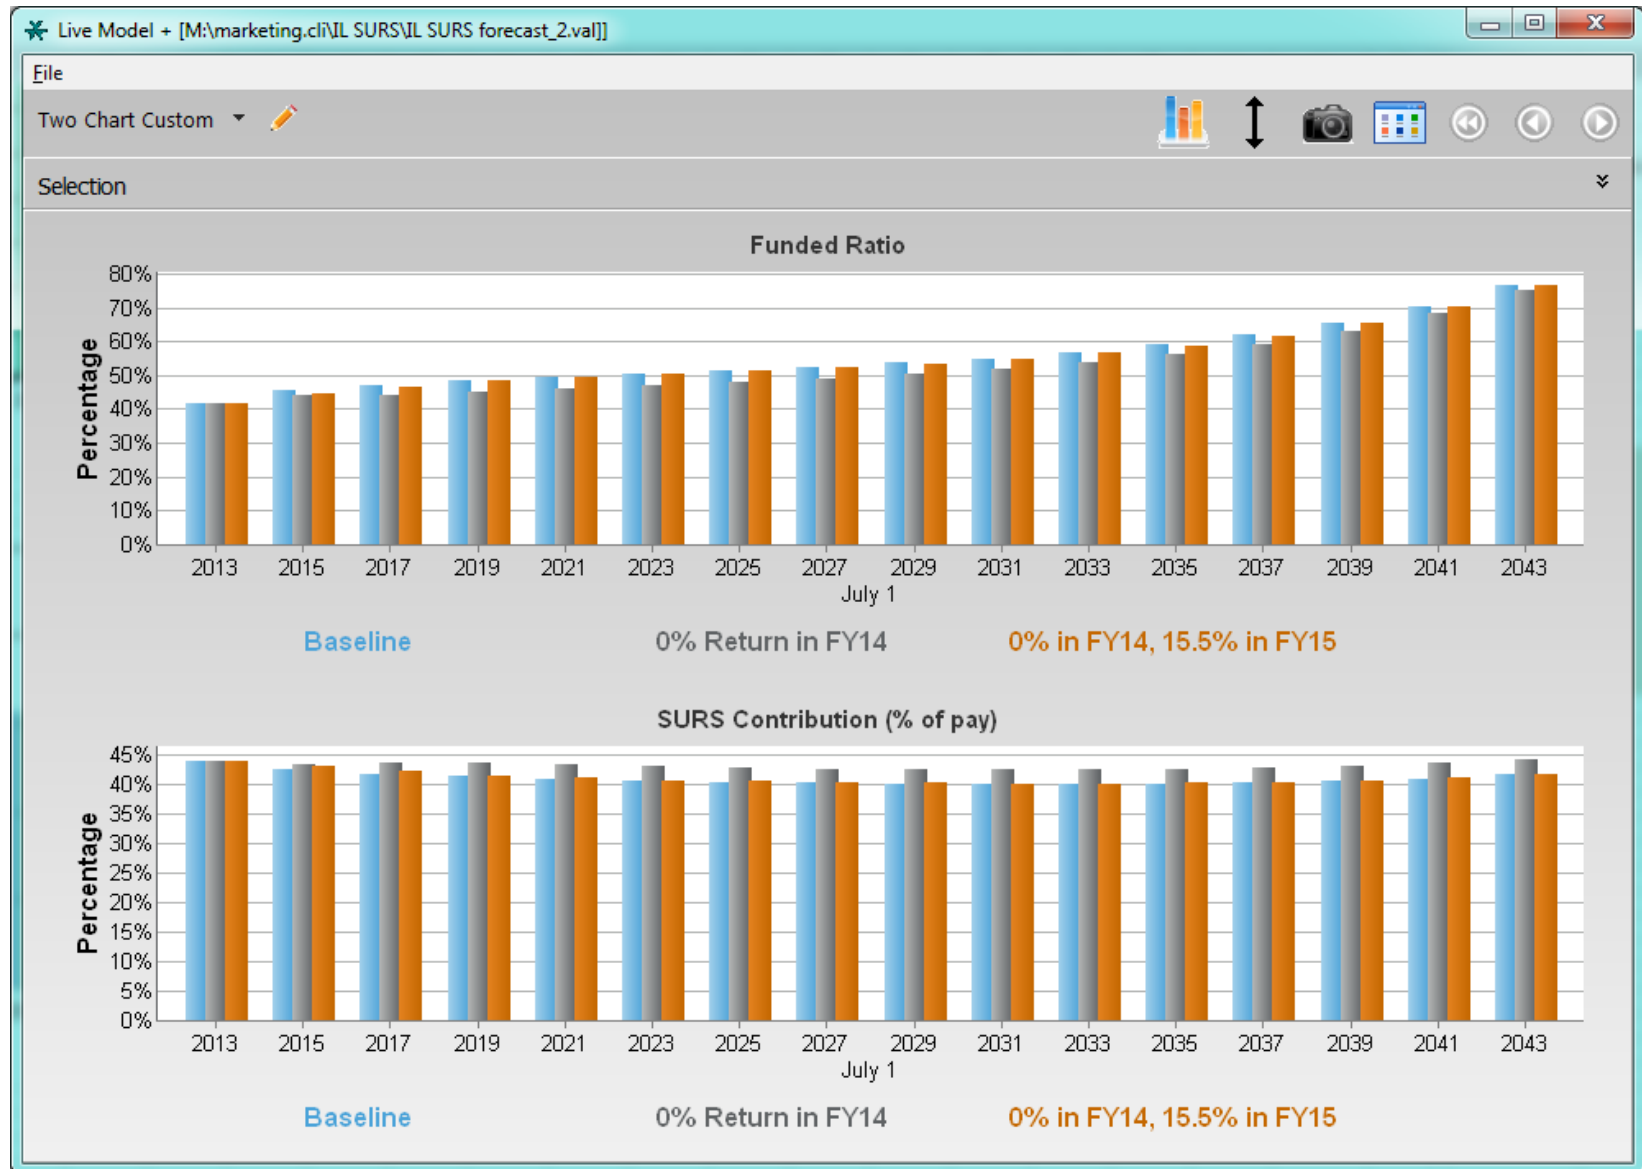 Live Model + [M:\marketing.cli\IL SURS\IL SURS forecast_2.val]]
File
Two Chart Custom
Selection
Funded Ratio
80%
70%
60%
50%
40%
30%
20%
10%
0%
Percentage
2013 2015 2017 2019 2021 2023 2025 2027 2029 2031 2033 2035 2037 2039 2041 2043
July 1
Baseline 0% Return in FY14 0% in FY14, 15.5% in FY15
SURS Contribution (% of pay)
45%
40%
35%
30%
25%
20%
15%
10%
5%
0%
Percentage
2013 2015 2017 2019 2021 2023 2025 2027 2029 2031 2033 2035 2037 2039 2041 2043
July 1
Baseline 0% Return in FY14 0% in FY14, 15.5% in FY15